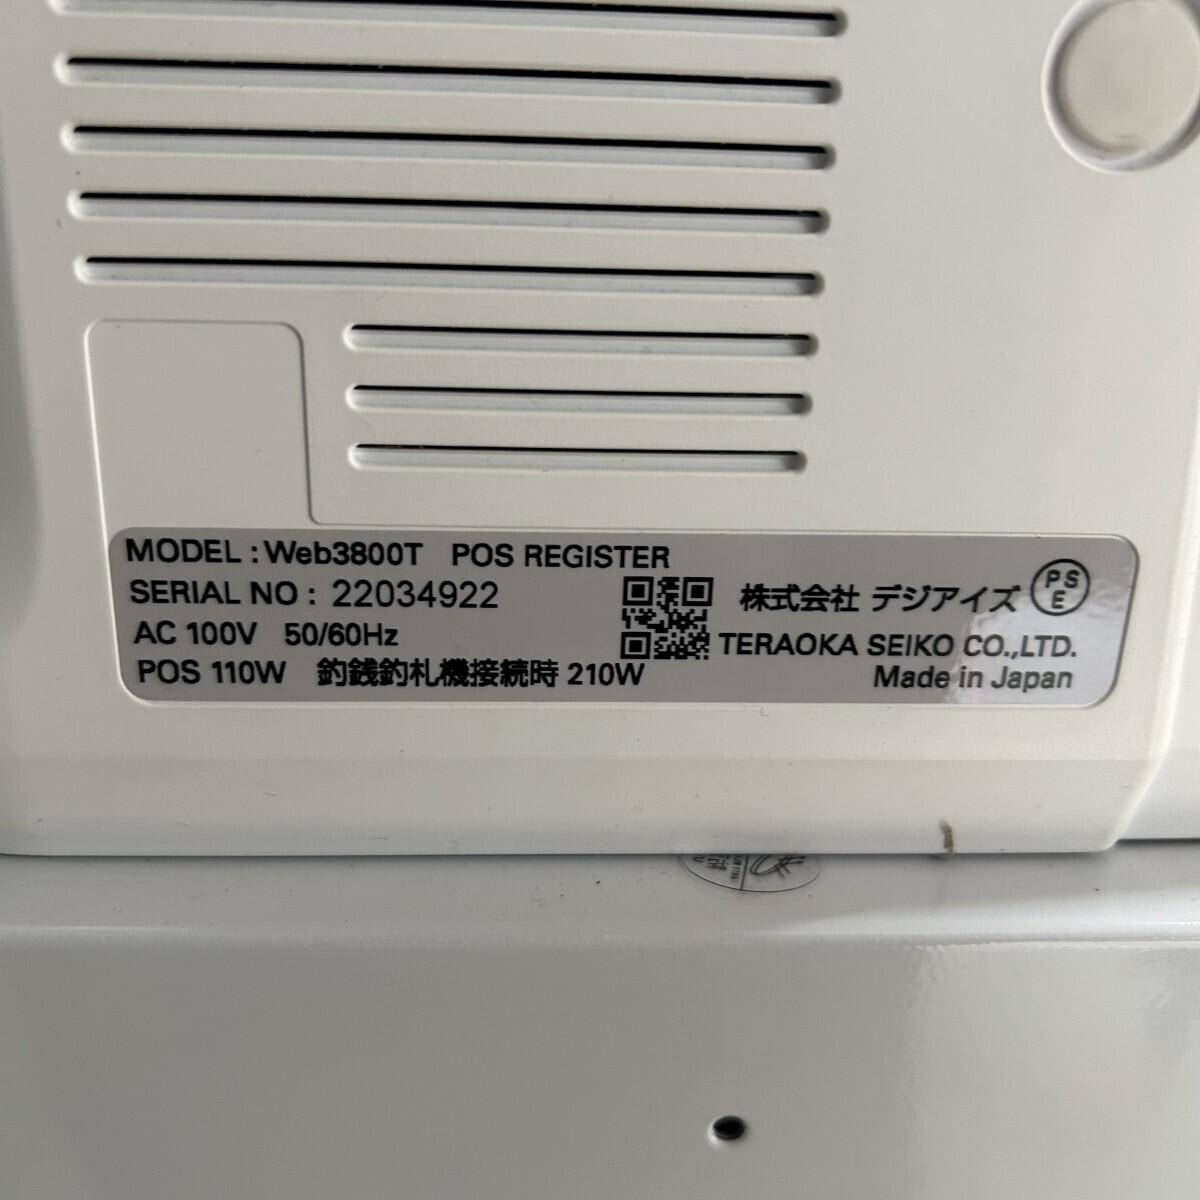 MODEL : Web3800T POS REGISTER
SERIAL NO : 22034922
AC 100V 50/60Hz
POS 110W 釣銭釣札機接続時 210W
株式会社 デジアイズ
PS
E
TERAOKA SEIKO CO.,LTD.
Made in Japan